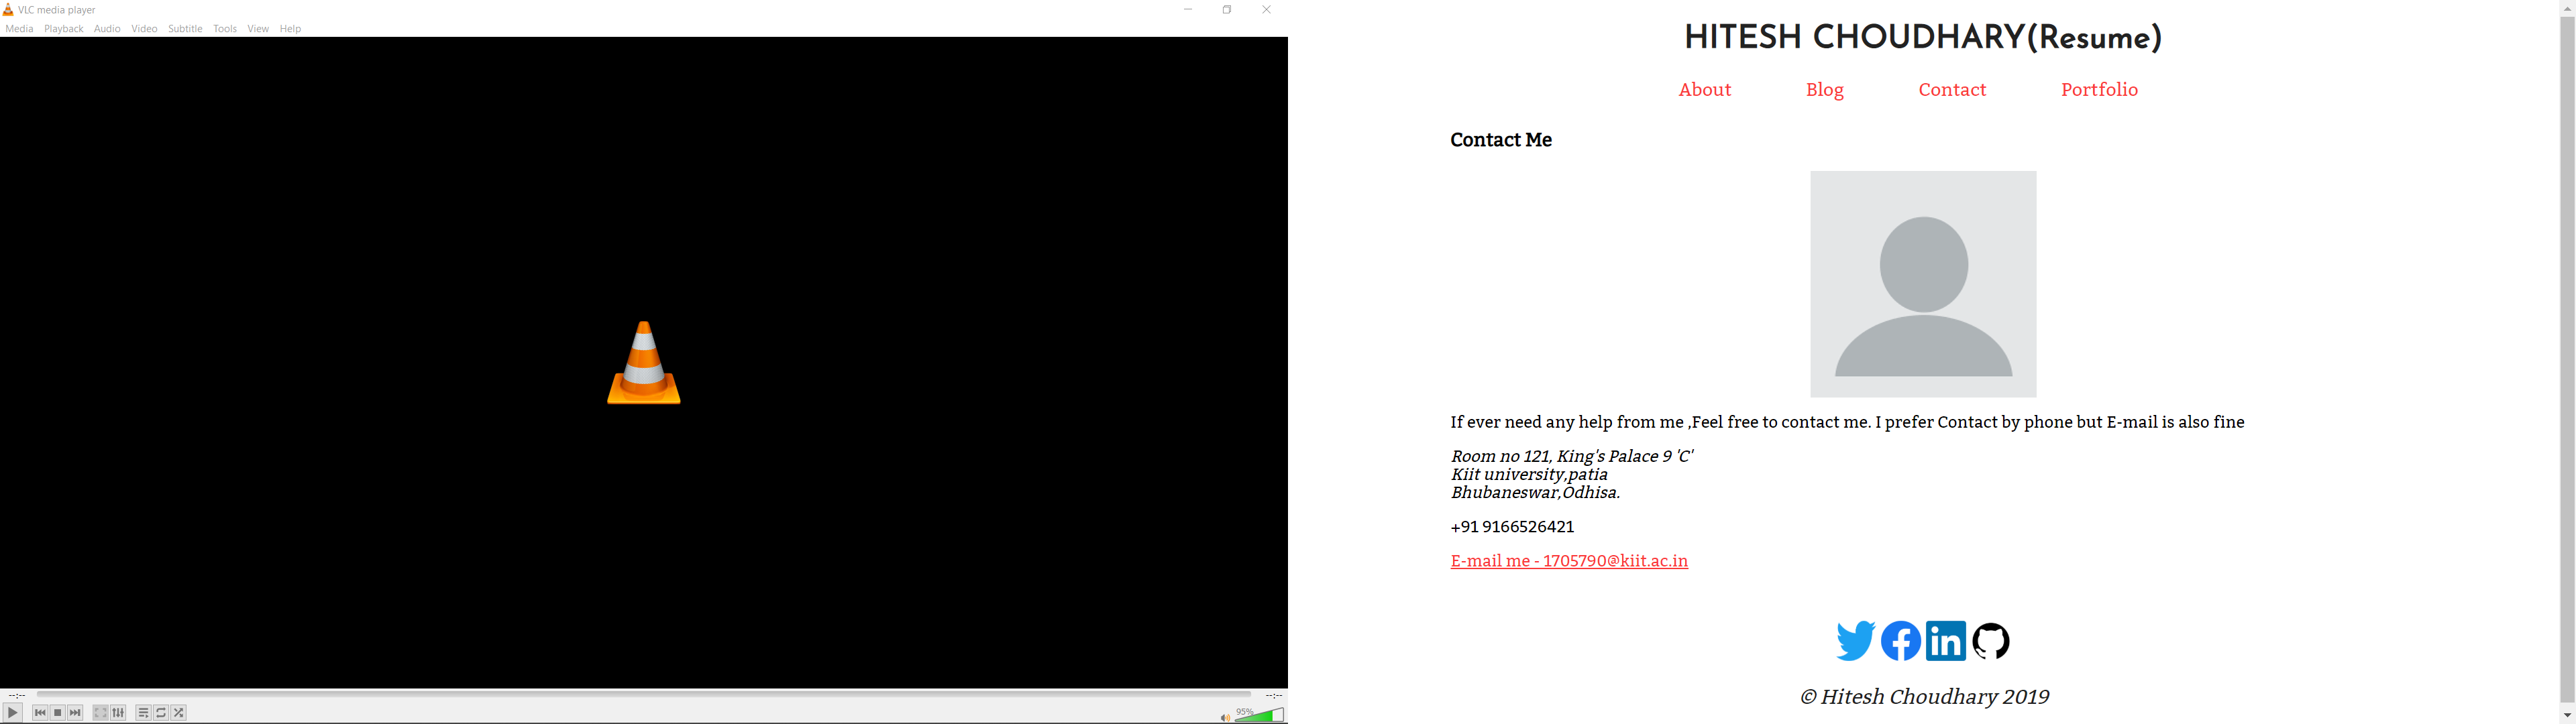 VLC media player
Media Playback Audio Video Subtitle Tools View Help
--:--
--:--
95%
HITESH CHOUDHARY(Resume)
About Blog Contact Portfolio
Contact Me
If ever need any help from me ,Feel free to contact me. I prefer Contact by phone but E-mail is also fine
Room no 121, King's Palace 9 'C'
Kiit university,patia
Bhubaneswar,Odhisa.
+91 9166526421
E-mail me - 1705790@kiit.ac.in
in
© Hitesh Choudhary 2019